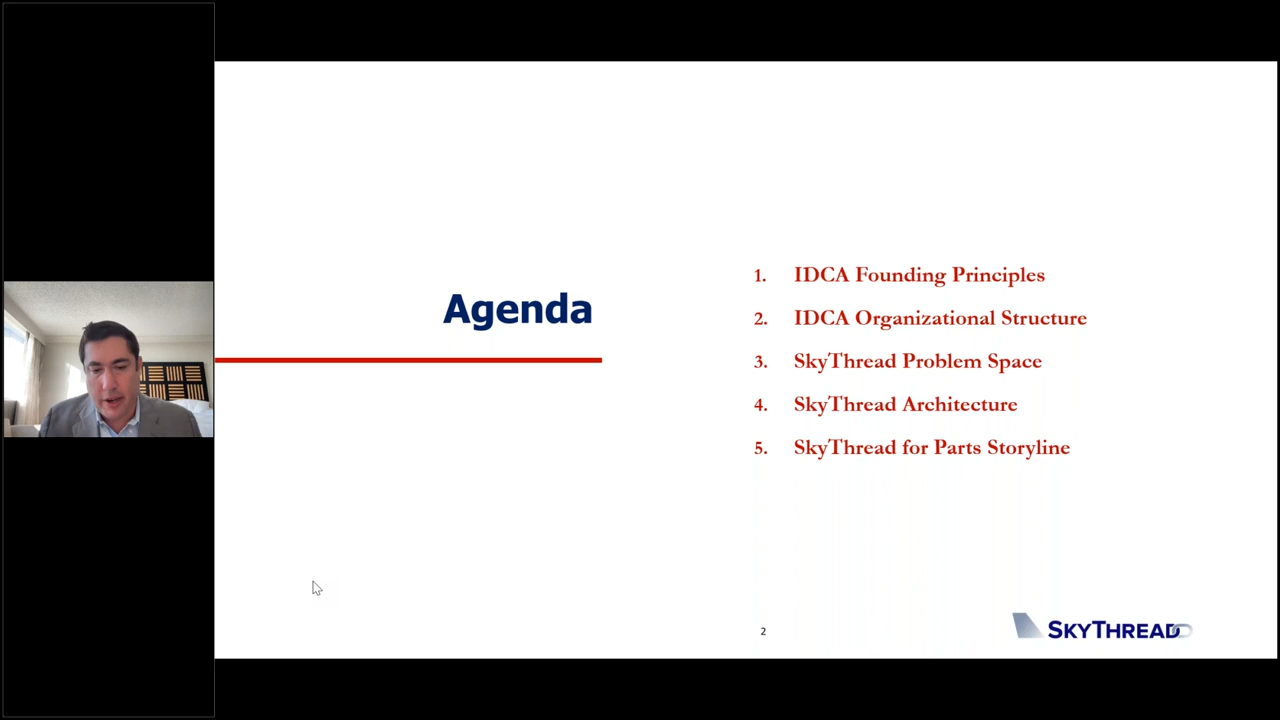 Agenda
1. IDCA Founding Principles
2. IDCA Organizational Structure
3. SkyThread Problem Space
4. SkyThread Architecture
5. SkyThread for Parts Storyline
2
SKYTHREAD